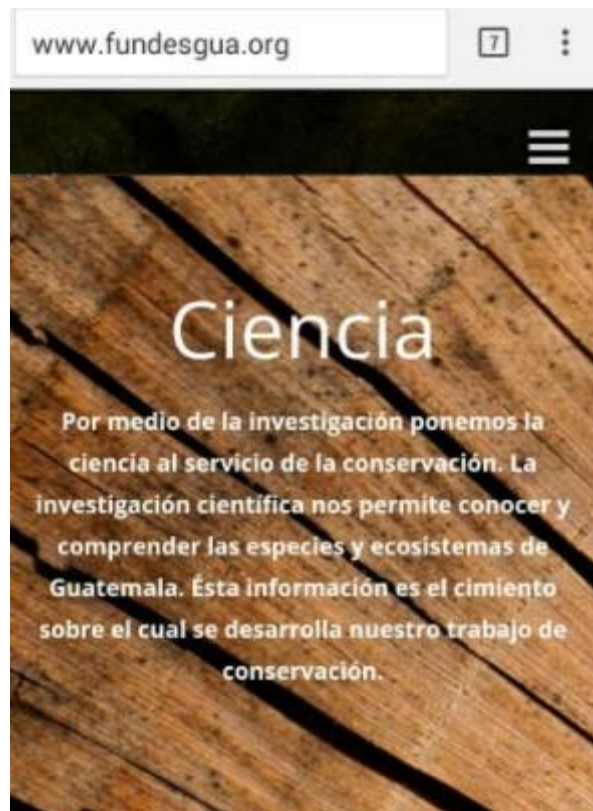 www.fundesgua.org
7
Ciencia
Por medio de la investigación ponemos la
ciencia al servicio de la conservación. La
investigación científica nos permite conocer y
comprender las especies y ecosistemas de
Guatemala. Ésta información es el cimiento
sobre el cual se desarrolla nuestro trabajo de
conservación.